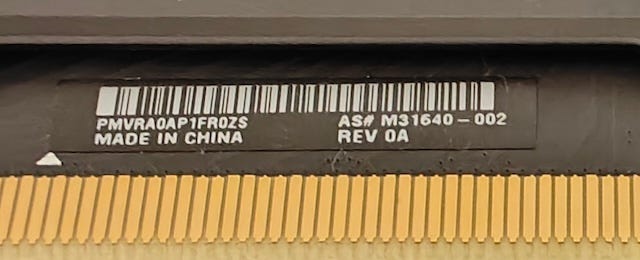 PMVRA0AP1FR0ZS AS# M31640-002
MADE IN CHINA REV 0A